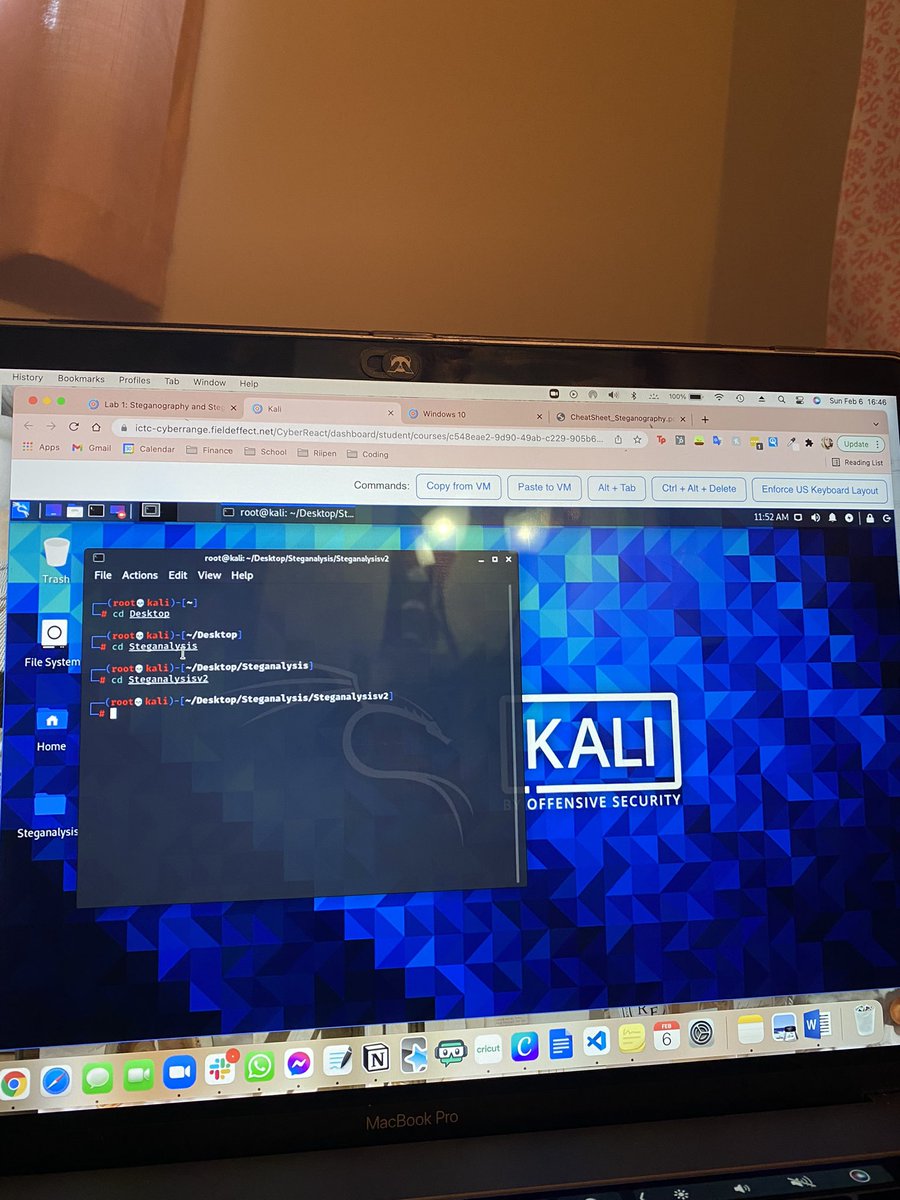 History Bookmarks Profiles Tab Window Help 100% Sun Feb 6 16:46
Lab 1: Steganography and Ste Kali Windows 10 CheatSheet_Steganography.p
ictc-cyberrange.fieldeffect.net/CyberReact/dashboard/student/courses/c548eae2-9d90-49ab-c229-905b6... Update
Apps Gmail Calendar Finance School Riipen Coding Reading List
Commands: Copy from VM Paste to VM Alt + Tab Ctrl + Alt + Delete Enforce US Keyboard Layout
root@kali: ~/Desktop/St... 11:52 AM
Trash
File System
Home
Steganalysis
root@kali: ~/Desktop/Steganalysis/Steganalysisv2
File Actions Edit View Help
(root kali)-[~]
# cd Desktop
(root kali)-[~/Desktop]
# cd Steganalysis
(root kali)-[~/Desktop/Steganalysis]
# cd Steganalysisv2
(root kali)-[~/Desktop/Steganalysis/Steganalysisv2]
#
KALI
BY OFFENSIVE SECURITY
cricut
FEB
6
MacBook Pro